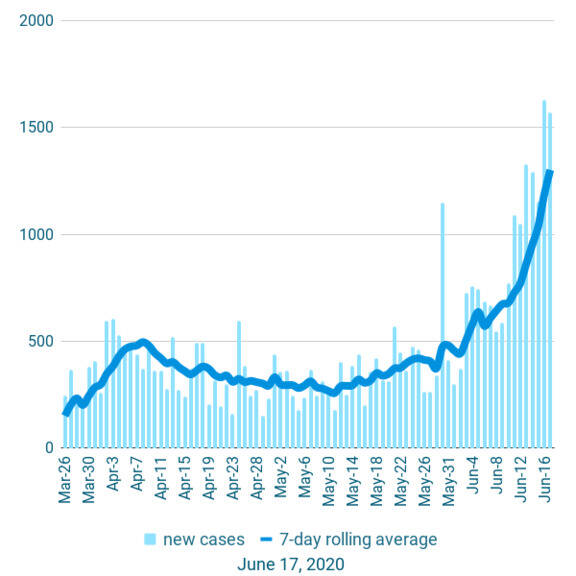 2000
1500
1000
500
0
Mar-26
Mar-30
Apr-3
Apr-7
Apr-11
Apr-15
Apr-19
Apr-23
Apr-28
May-2
May-6
May-10
May-14
May-18
May-22
May-26
May-31
Jun-4
Jun-8
Jun-12
Jun-16
new cases 7-day rolling average
June 17, 2020